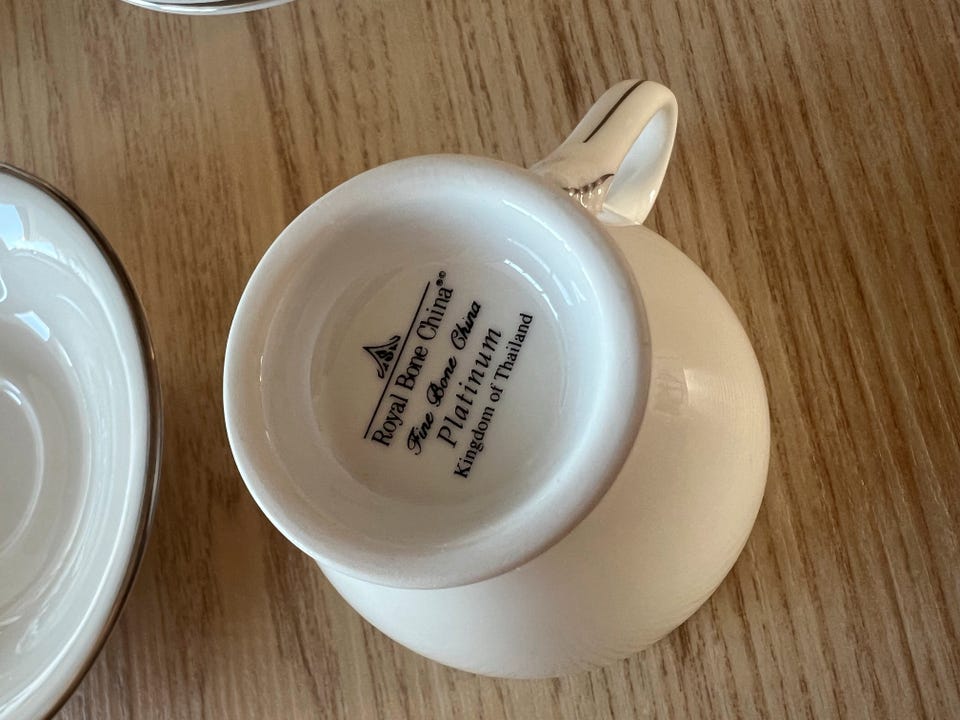 Royal Bone China®©
Fine Bone China
Platinum
Kingdom of Thailand